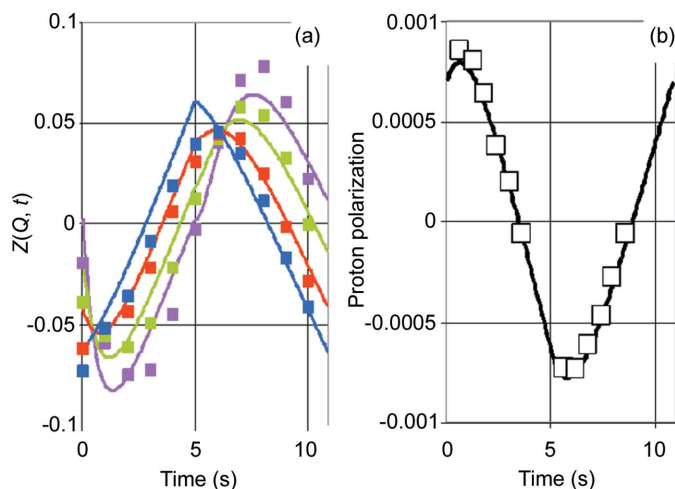 0.1
(a)
0.05
0
-0.05
-0.1
Z(Q, t)
0
5
10
Time (s)
0.001
(b)
0.0005
0
-0.0005
-0.001
Proton polarization
0
5
10
Time (s)